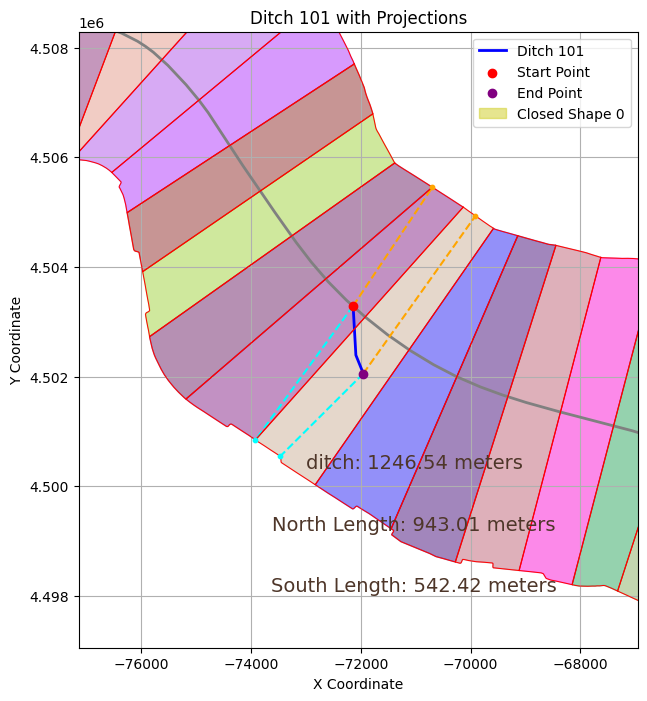 Ditch 101 with Projections
1e6
Ditch 101
Start Point
End Point
Closed Shape 0
4.508
4.506
4.504
4.502
4.500
4.498
Y Coordinate
ditch: 1246.54 meters
North Length: 943.01 meters
South Length: 542.42 meters
−76000
−74000
−72000
−70000
−68000
X Coordinate